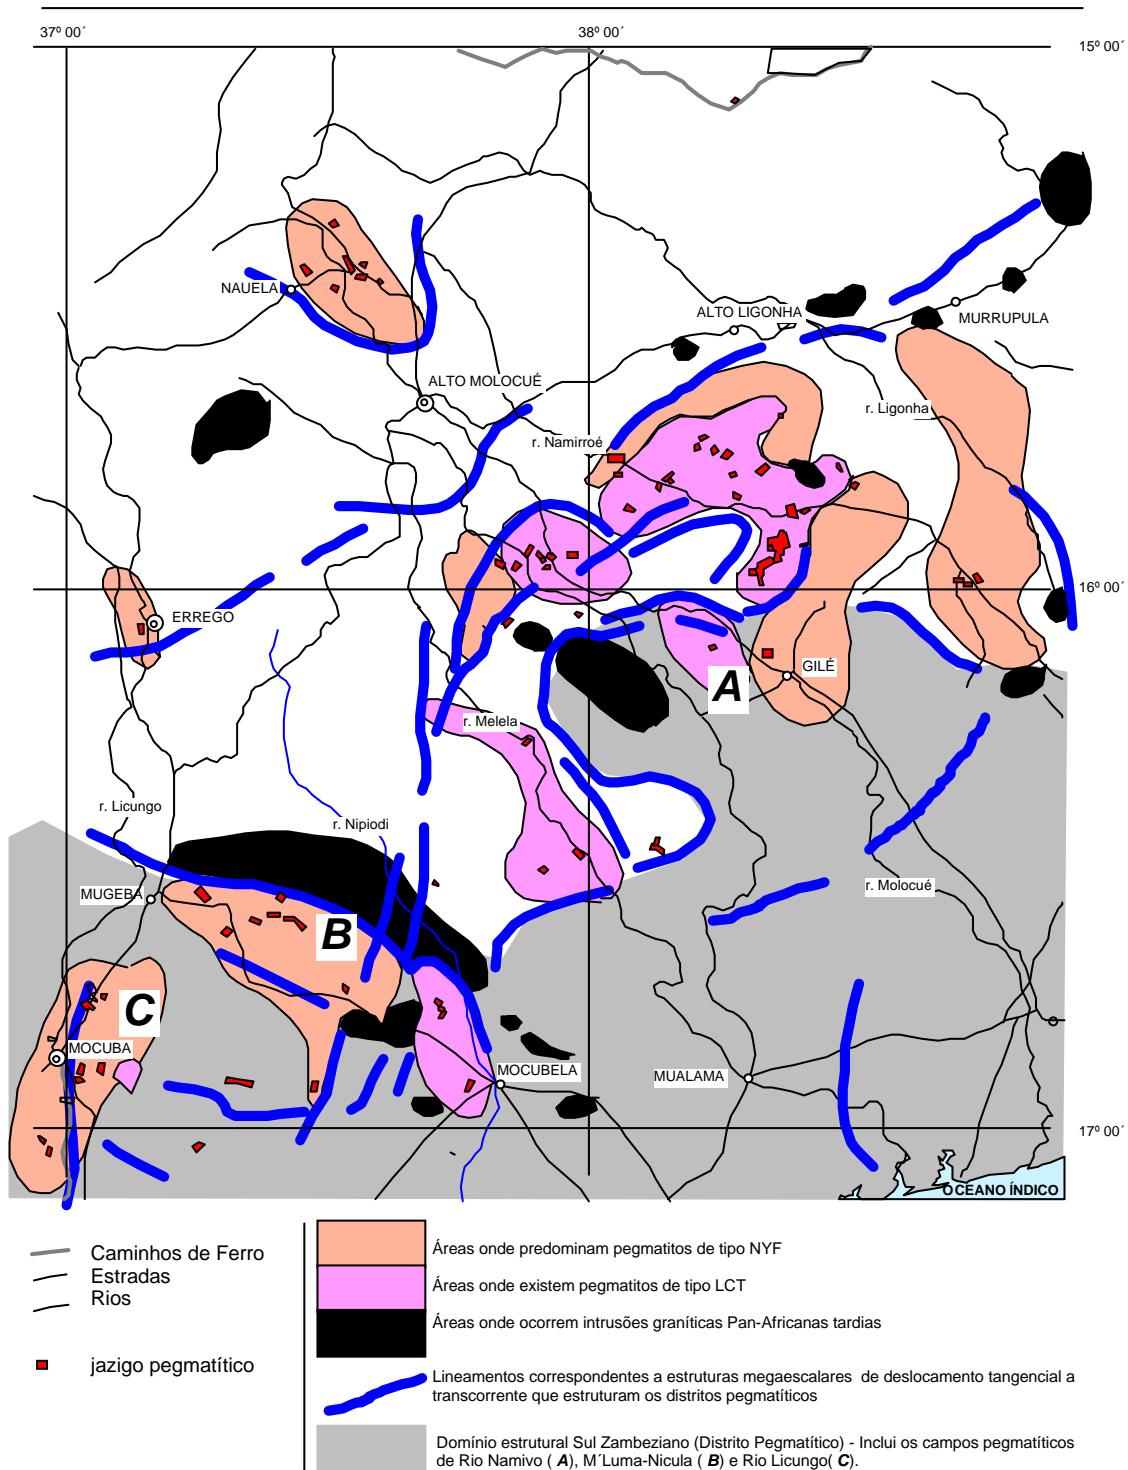 37º 00´
38º 00´
15º 00´
NAUELA
ALTO LIGONHA
MURRUPULA
ALTO MOLOCUÉ
r. Ligonha
r. Namirroé
16º 00´
ERREGO
GILÉ
A
r. Melela
r. Licungo
r. Nipiodi
MUGEBA
r. Molocué
B
C
MOCUBA
MOCUBELA
MUALAMA
17º 00´
OCEANO ÍNDICO
Caminhos de Ferro
Estradas
Rios
jazigo pegmatítico
Áreas onde predominam pegmatitos de tipo NYF
Áreas onde existem pegmatitos de tipo LCT
Áreas onde ocorrem intrusões graníticas Pan-Africanas tardias
Lineamentos correspondentes a estruturas megaescalares de deslocamento tangencial a
transcorrente que estruturam os distritos pegmatíticos
Domínio estrutural Sul Zambeziano (Distrito Pegmatítico) - Inclui os campos pegmatíticos
de Rio Namivo ( A), M´Luma-Nicula ( B) e Rio Licungo( C).